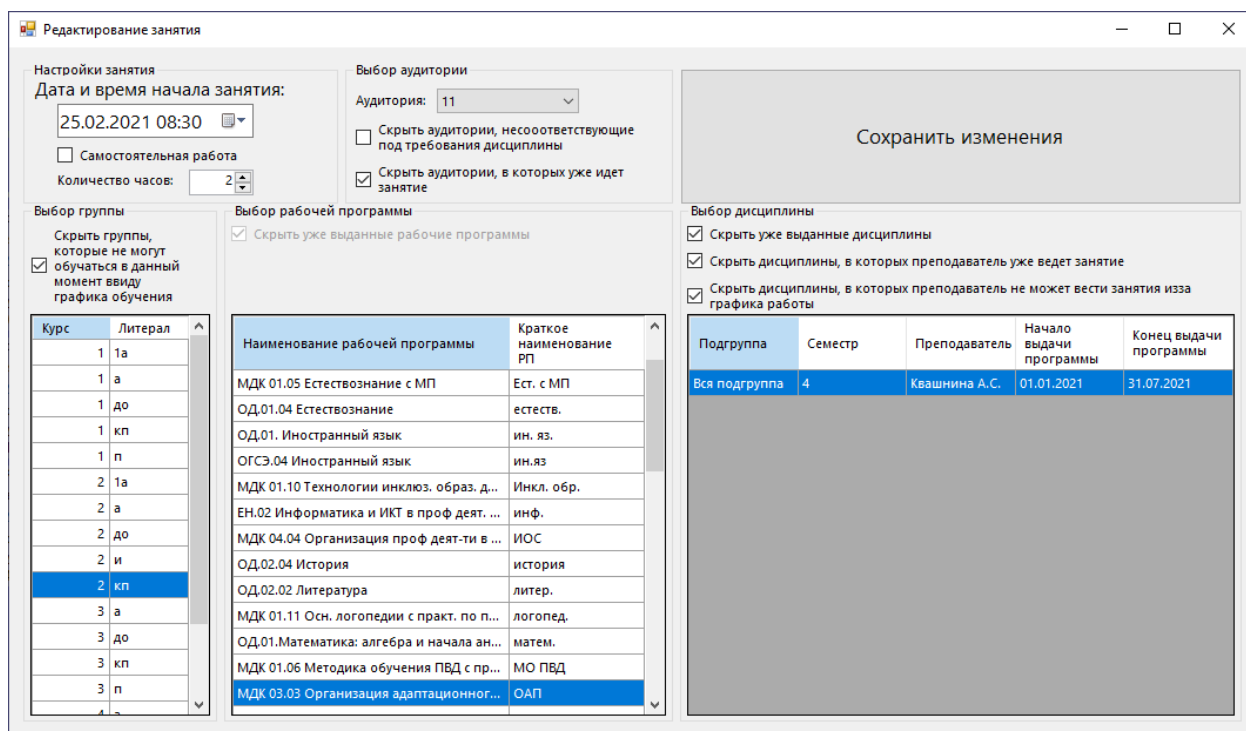 Редактирование занятия
Настройки занятия
Дата и время начала занятия:
25.02.2021 08:30
Самостоятельная работа
Количество часов: 2
Выбор аудитории
Аудитория: 11
Скрыть аудитории, несооответствующие
под требования дисциплины
Скрыть аудитории, в которых уже идет
занятие
Сохранить изменения
Выбор группы
Скрыть группы,
которые не могут
обучаться в данный
момент ввиду
графика обучения
Курс Литерал
1 1а
1 а
1 до
1 кп
1 п
2 1а
2 а
2 до
2 и
2 кп
3 а
3 до
3 кп
3 п
Выбор рабочей программы
Скрыть уже выданные рабочие программы
Наименование рабочей программы
Краткое
наименование
РП
МДК 01.05 Естествознание с МП Ест. с МП
ОД.01.04 Естествознание естеств.
ОД.01. Иностранный язык ин. яз.
ОГСЭ.04 Иностранный язык ин.яз
МДК 01.10 Технологии инклюз. образ. д... Инкл. обр.
ЕН.02 Информатика и ИКТ в проф деят. ... инф.
МДК 04.04 Организация проф деят-ти в ... ИОС
ОД.02.04 История история
ОД.02.02 Литература литер.
МДК 01.11 Осн. логопедии с практ. по п... логопед.
ОД.01.Математика: алгебра и начала ан... матем.
МДК 01.06 Методика обучения ПВД с пр... МО ПВД
МДК 03.03 Организация адаптационног... ОАП
Выбор дисциплины
Скрыть уже выданные дисциплины
Скрыть дисциплины, в которых преподаватель уже ведет занятие
Скрыть дисциплины, в которых преподаватель не может вести занятия изза
графика работы
Подгруппа
Семестр
Преподаватель
Начало
выдачи
программы
Конец выдачи
программы
Вся подгруппа 4 Квашнина А.С. 01.01.2021 31.07.2021